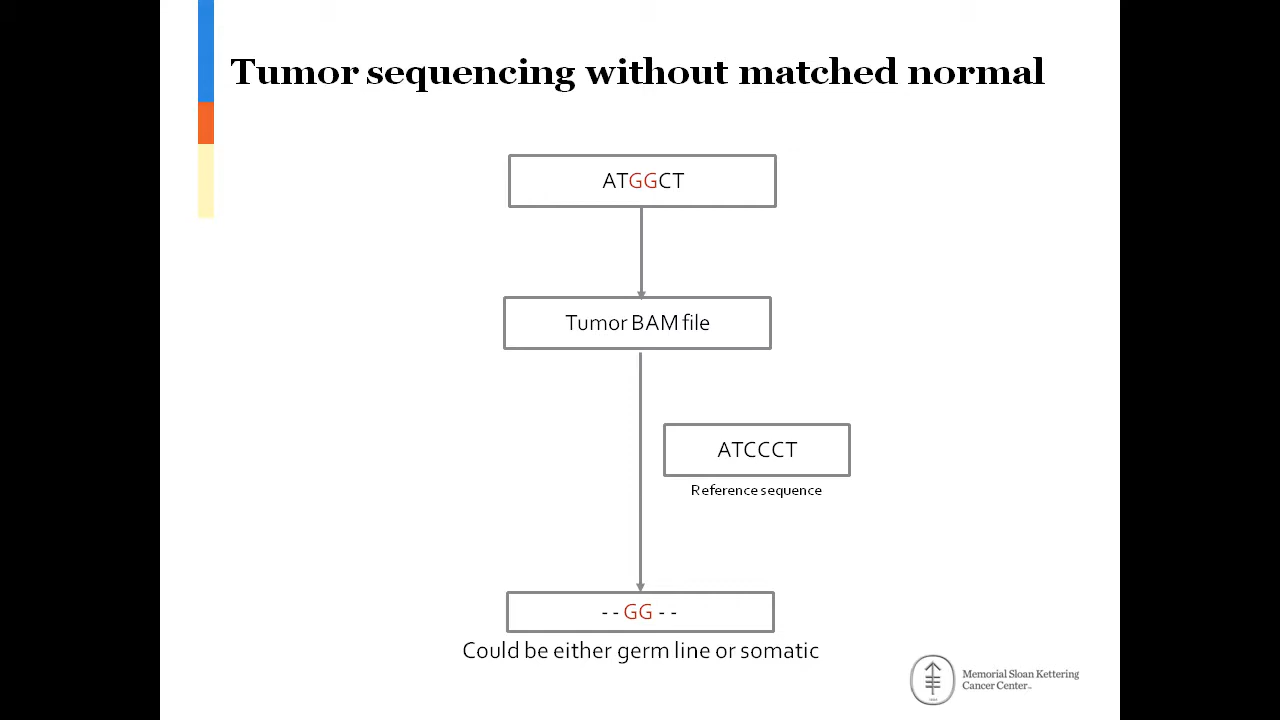 Tumor sequencing without matched normal
ATGGCT
Tumor BAM file
ATCCCT
Reference sequence
- - GG - -
Could be either germ line or somatic
Memorial Sloan Kettering
Cancer Center™